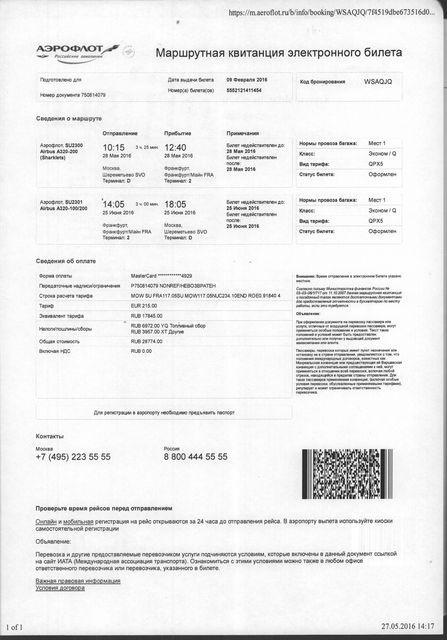 https://m.aeroflot.ru/b/info/booking/WSAQJQ/7f4519dbe673516d0...
АЭРОФЛОТ
Российские авиалинии
Маршрутная квитанция электронного билета
Подготовлено для
Номер документа 750814079
Дата выдачи билета 09 Февраля 2016
Номер(а) билета(ов) 5552121411454
Код бронирования WSAQJQ
Сведения о маршруте
Отправление Прибытие Примечания
Аэрофлот, SU2300
Airbus A320-200
(Sharklets)
10:15 3 ч. 25 мин 12:40
28 Мая 2016 28 Мая 2016
Москва, Франкфурт,
Шереметьево SVO Франкфурт/Майн FRA
Терминал: D Терминал: 2
Билет недействителен до:
28 Мая 2016
Билет недействителен
после:
28 Мая 2016
Нормы провоза багажа: Мест 1
Класс: Эконом / Q
Вид тарифа: QPX5
Статус билета: Оформлен
Аэрофлот, SU2301
Airbus A320-100/200
14:05 3 ч. 00 мин 18:05
25 Июня 2016 25 Июня 2016
Франкфурт, Москва,
Франкфурт/Майн FRA Шереметьево SVO
Терминал: 2 Терминал: D
Билет недействителен до:
25 Июня 2016
Билет недействителен
после:
25 Июня 2016
Нормы провоза багажа: Мест 1
Класс: Эконом / Q
Вид тарифа: QPX5
Статус билета: Оформлен
Сведения об оплате
Форма оплаты MasterCard ************4929
Передаточные надписи/ограничения P750814079 NONREF/НЕВОЗВРАТЕН
Строка расчета тарифа MOW SU FRA117.05SU MOW117.05NUC234.10END ROE0.91840 4
Тариф EUR 215.00
Эквивалент тарифа RUB 17845.00
Налоги/пошлины/сборы RUB 6972.00 YQ Топливный сбор
RUB 3957.00 XT Другие
Общая стоимость RUB 28774.00
Включая НДС RUB 0.00
Для регистрации в аэропорту необходимо предъявить паспорт
Внимание: Время отправления в электронном билете указано
местное.
Объявление:
Контакты
Москва Россия
+7 (495) 223 55 55 8 800 444 55 55
Проверьте время рейсов перед отправлением
Онлайн и мобильная регистрация на рейс открываются за 24 часа до отправления рейса. В аэропорту вылета используйте киоски
самостоятельной регистрации
Объявление:
Перевозка и другие предоставляемые перевозчиком услуги подчиняются условиям, которые включены в данный документ ссылкой
на сайт ИАТА (Международная ассоциация транспорта). Ознакомиться с этими условиями можно также в любом офисе
ответственного перевозчика или перевозчика, указанного в билете.
Важная правовая информация
Условия договора
1 of 1
27.05.2016 14:17